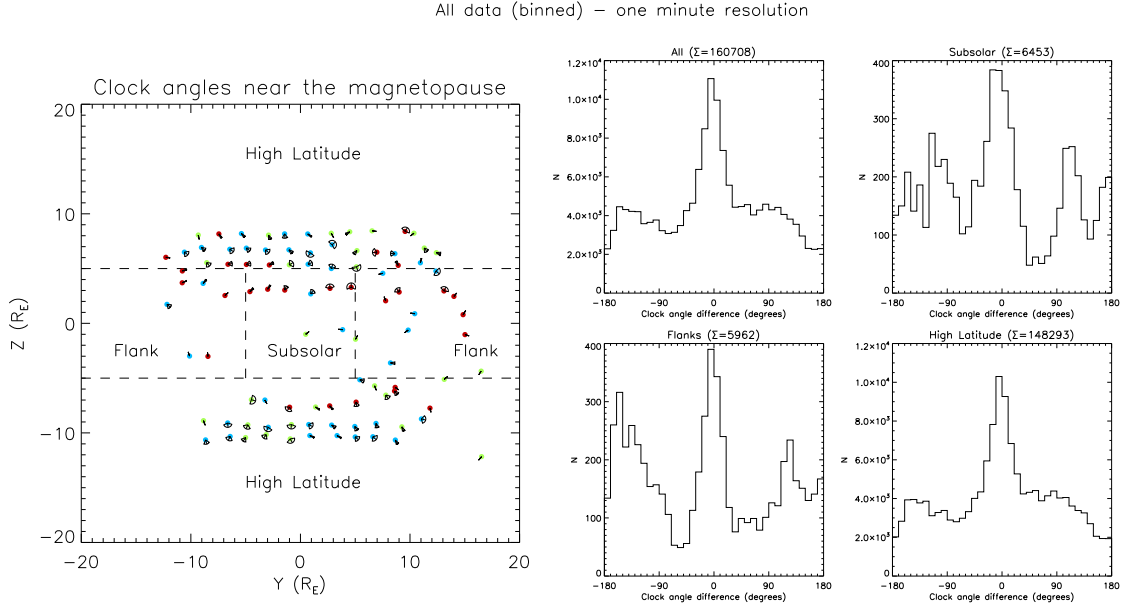 All data (binned) – one minute resolution
Clock angles near the magnetopause
20
10
0
−10
−20
Z (R_E)
High Latitude
Flank
Subsolar
Flank
High Latitude
−20 −10 0 10 20
Y (R_E)
All (Σ=160708)
1.2×10⁴
1.0×10⁴
8.0×10³
6.0×10³
4.0×10³
2.0×10³
0
N
−180 −90 0 90 180
Clock angle difference (degrees)
Subsolar (Σ=6453)
400
300
200
100
0
N
−180 −90 0 90 180
Clock angle difference (degrees)
Flanks (Σ=5962)
400
300
200
100
0
N
−180 −90 0 90 180
Clock angle difference (degrees)
High Latitude (Σ=148293)
1.2×10⁴
1.0×10⁴
8.0×10³
6.0×10³
4.0×10³
2.0×10³
0
N
−180 −90 0 90 180
Clock angle difference (degrees)